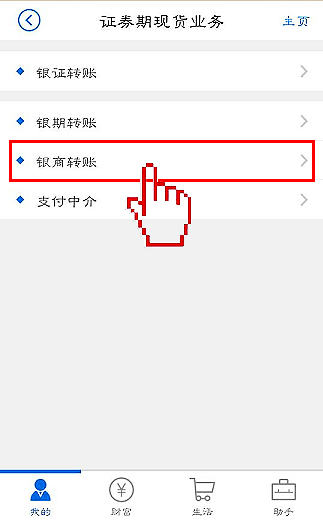 证券期现货业务
主页
银证转账
银期转账
银商转账
支付中介
我的
财富
生活
助手